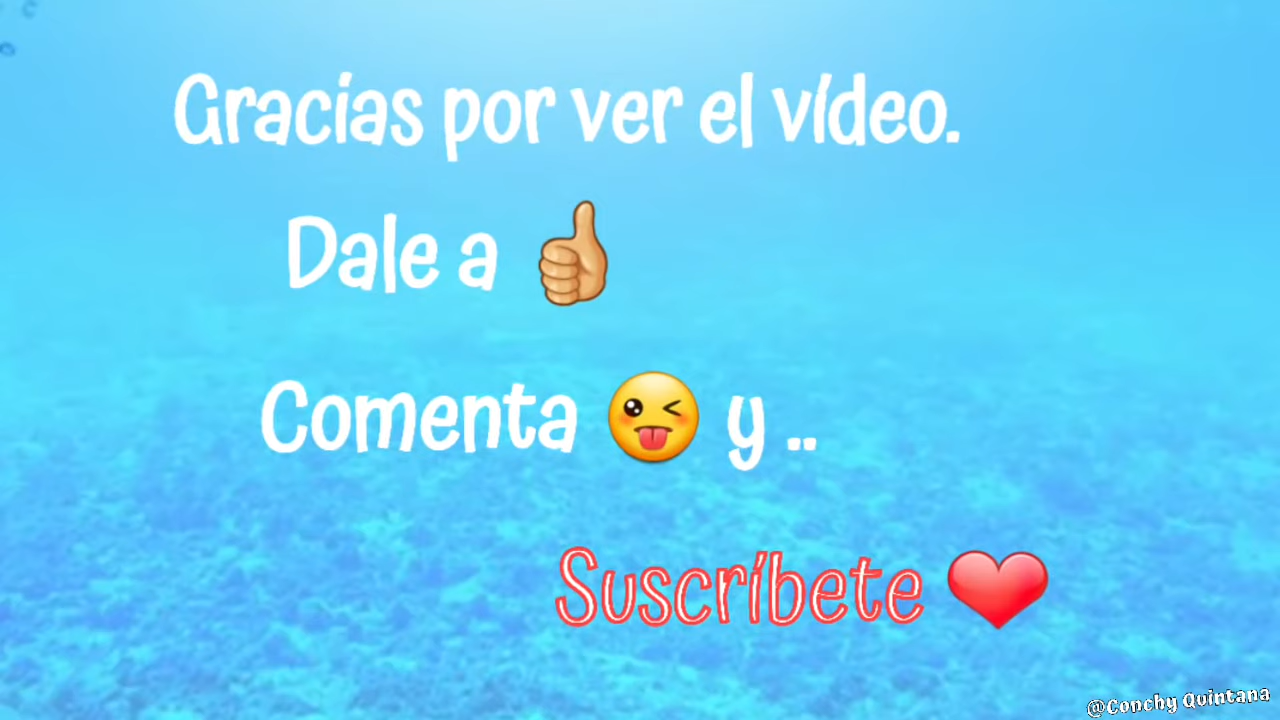 Gracias por ver el vídeo.
Dale a 👍
Comenta 😜 y ..
Suscríbete ❤
@Conchy Quintana